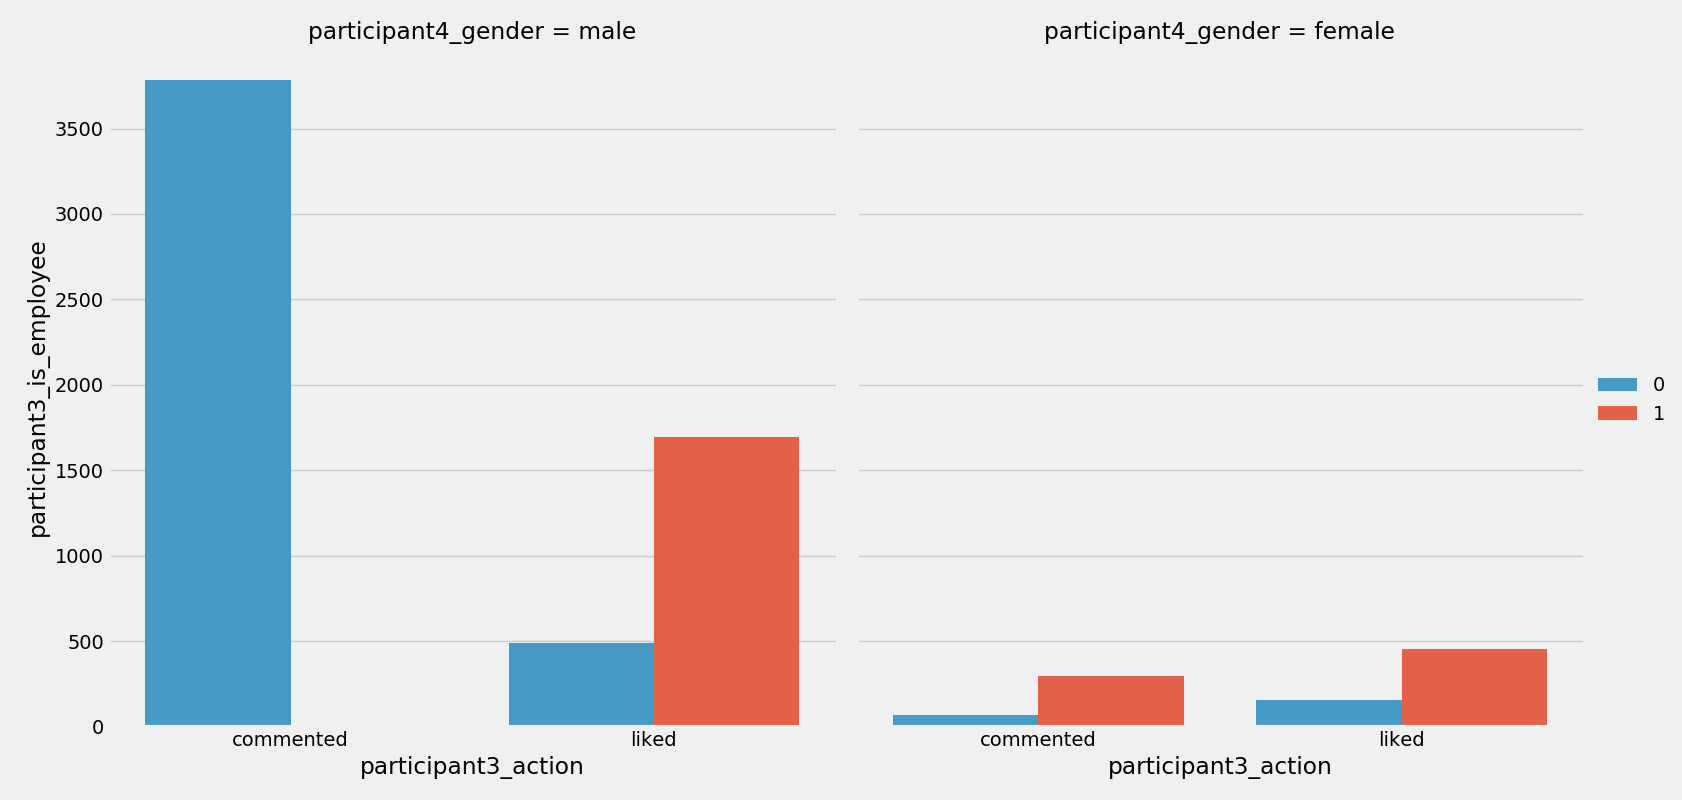 participant4_gender = male
participant4_gender = female
participant3_is_employee
3500
3000
2500
2000
1500
1000
500
0
commented
liked
commented
liked
participant3_action
participant3_action
0
1